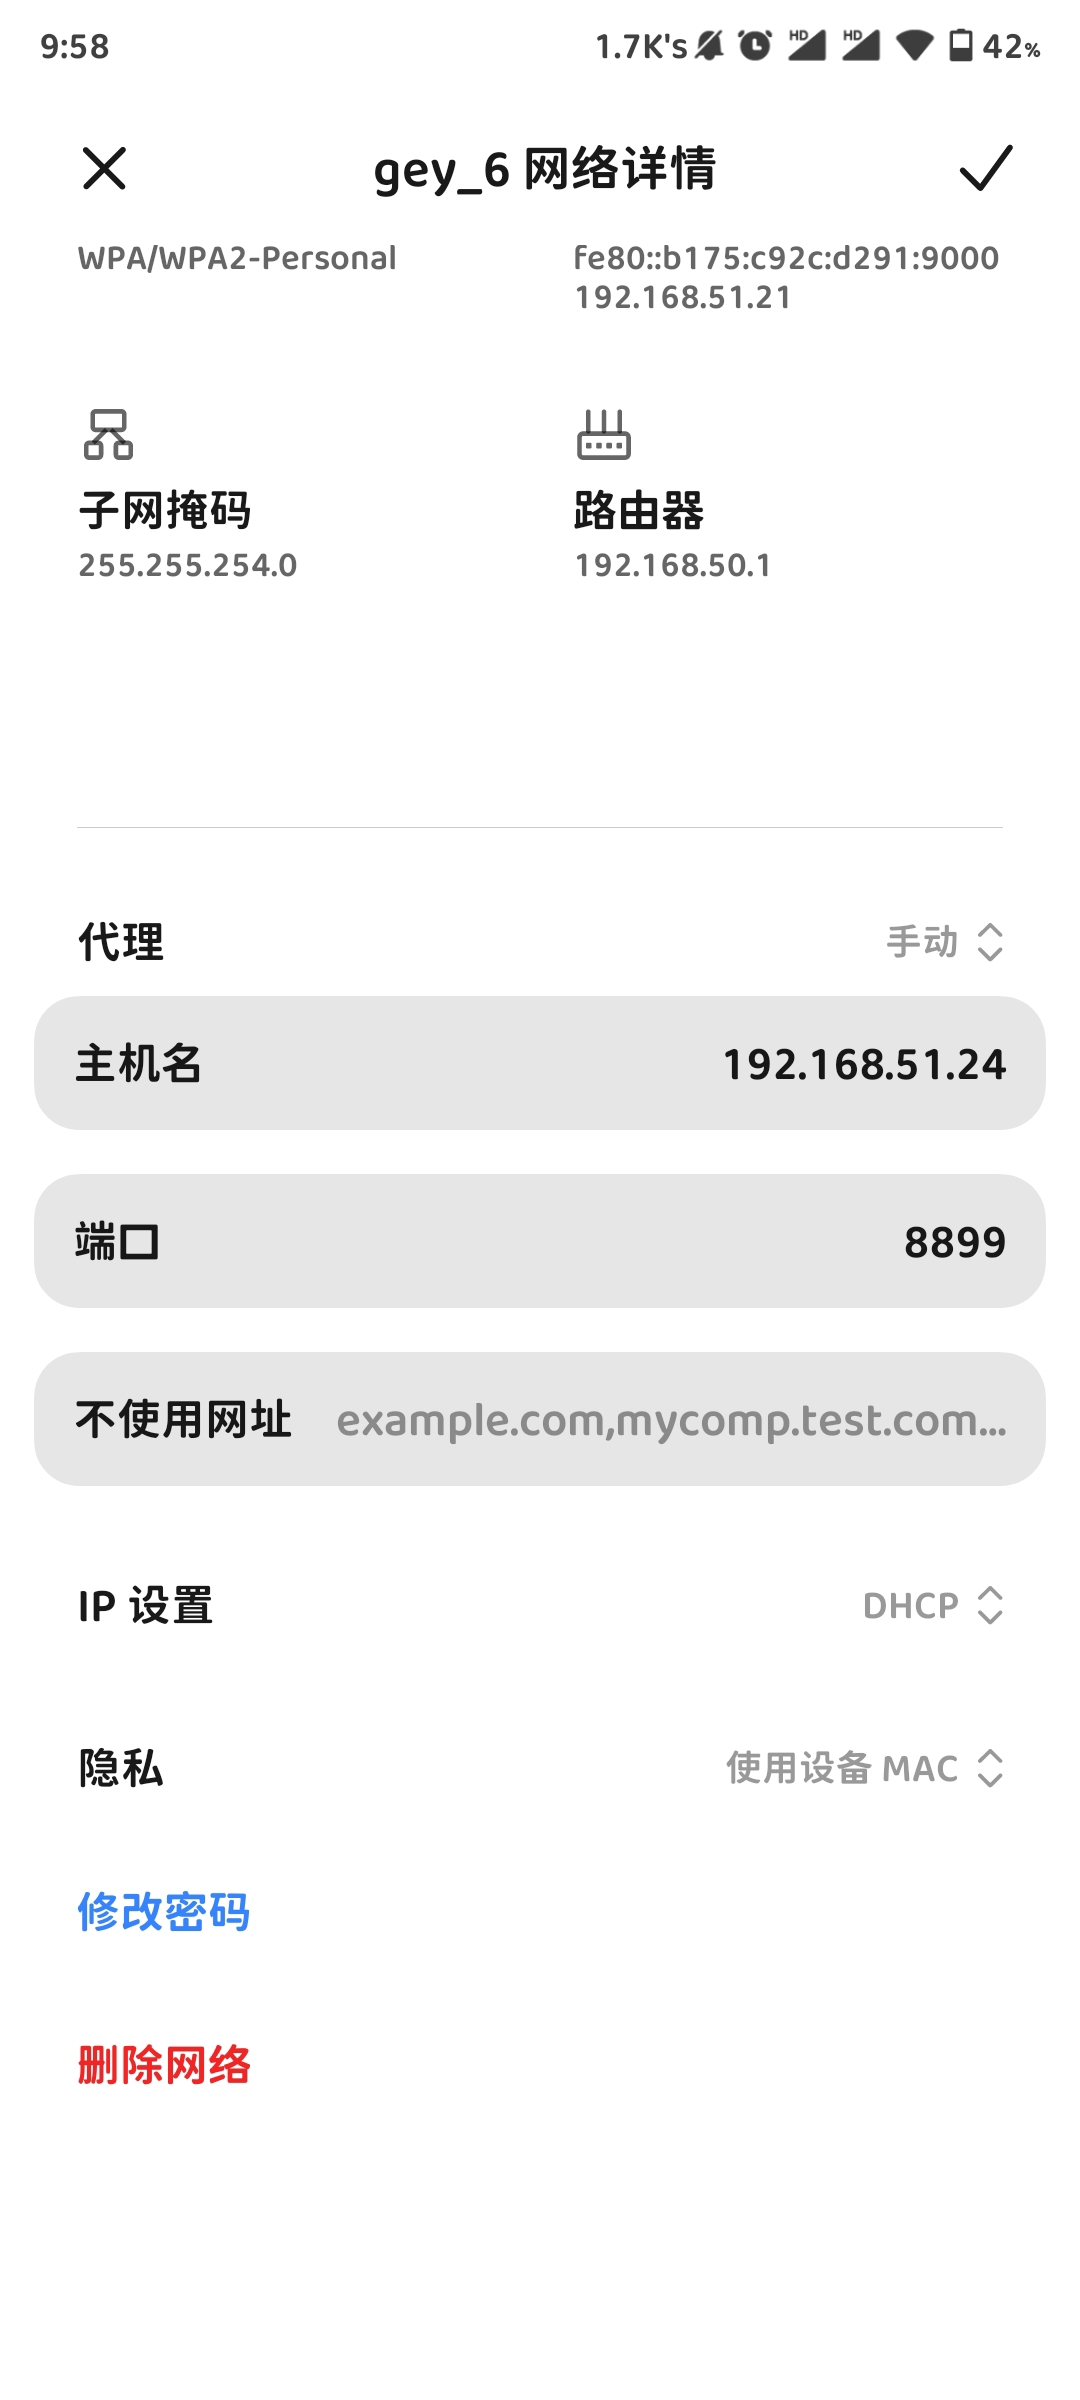 9:58
1.7K's
HD
HD
42%
gey_6 网络详情
WPA/WPA2-Personal
fe80::b175:c92c:d291:9000
192.168.51.21
子网掩码
路由器
255.255.254.0
192.168.50.1
代理
手动
主机名
192.168.51.24
端口
8899
不使用网址
example.com,mycomp.test.com...
IP 设置
DHCP
隐私
使用设备 MAC
修改密码
删除网络